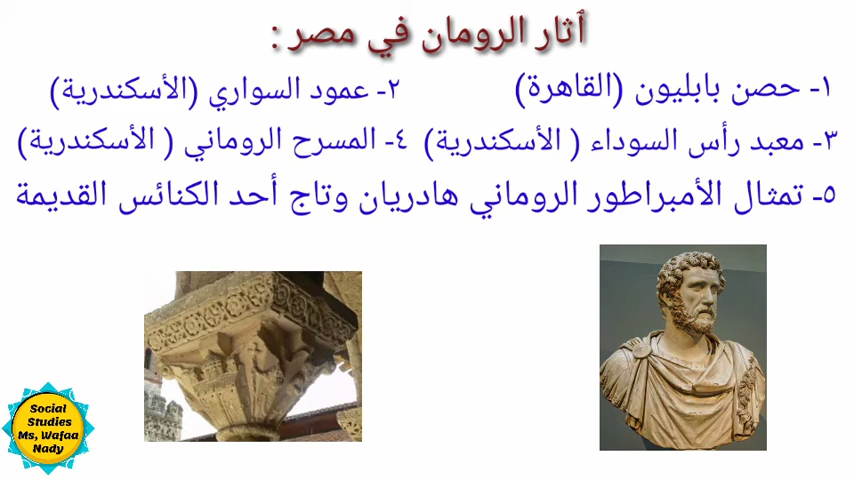 آثار الرومان في مصر :
١- حصن بابليون (القاهرة) ٢- عمود السواري (الأسكندرية)
٣- معبد رأس السوداء ( الأسكندرية) ٤- المسرح الروماني ( الأسكندرية)
٥- تمثال الأمبراطور الروماني هادريان وتاج أحد الكنائس القديمة
Social
Studies
Ms, Wafaa
Nady